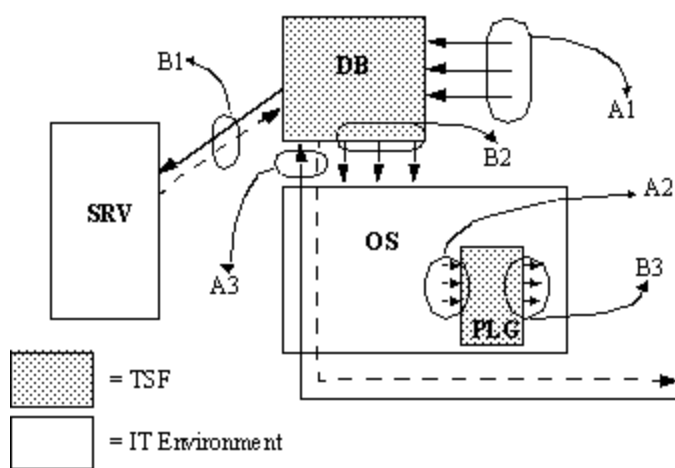 DB
B1
A1
B2
SRV
A3
OS
A2
B3
PLG
= TSF
= IT Environment